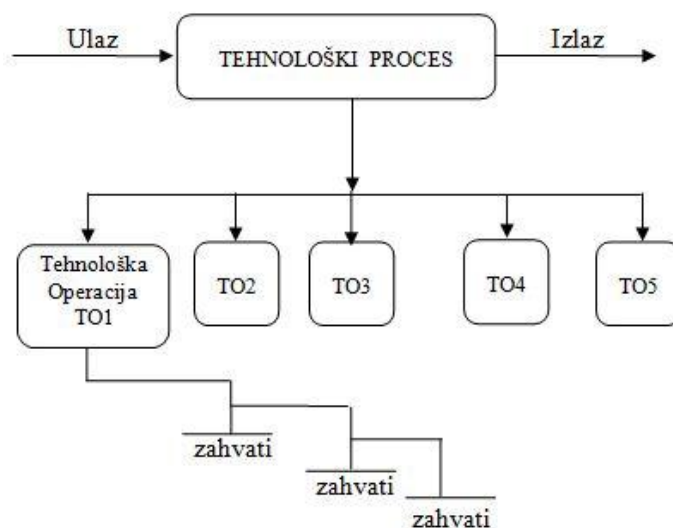 Ulaz
TEHNOLOŠKI PROCES
Izlaz
Tehnološka
Operacija
TO1
TO2
TO3
TO4
TO5
zahvati
zahvati
zahvati